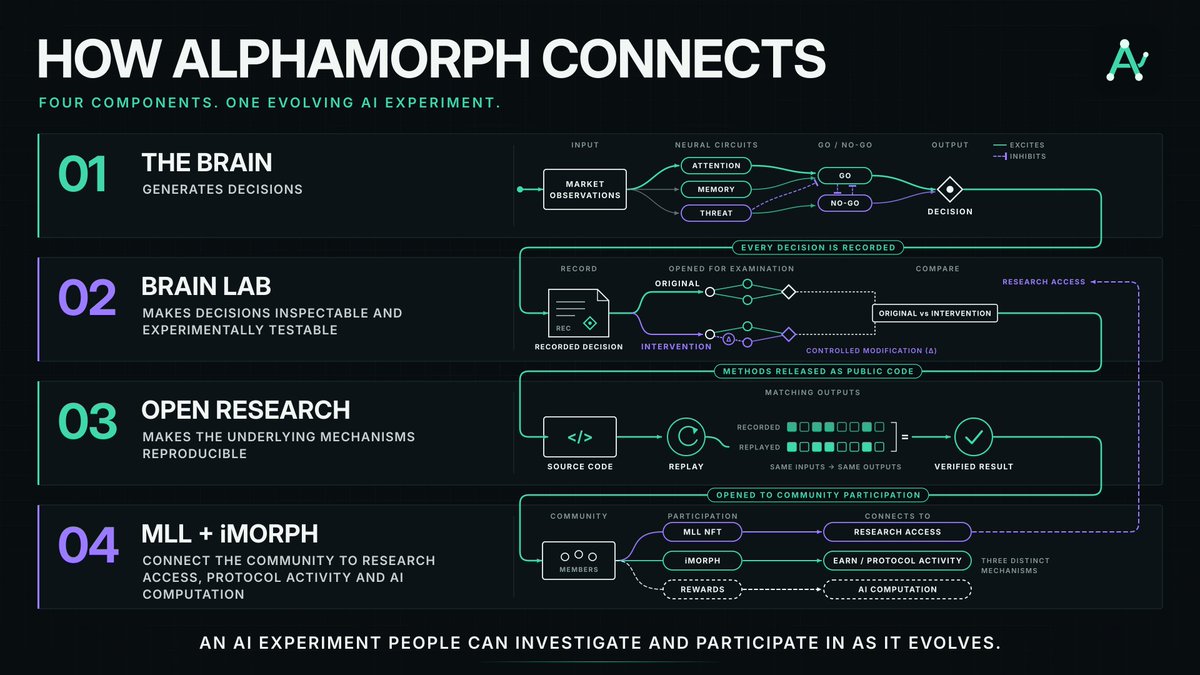 HOW ALPHAMORPH CONNECTS
FOUR COMPONENTS. ONE EVOLVING AI EXPERIMENT.
01
THE BRAIN
GENERATES DECISIONS
INPUT
NEURAL CIRCUITS
GO / NO-GO
OUTPUT
EXCITES
INHIBITS
MARKET
OBSERVATIONS
ATTENTION
MEMORY
THREAT
GO
NO-GO
DECISION
EVERY DECISION IS RECORDED
02
BRAIN LAB
MAKES DECISIONS INSPECTABLE AND
EXPERIMENTALLY TESTABLE
RECORD
OPENED FOR EXAMINATION
COMPARE
RESEARCH ACCESS
REC
RECORDED DECISION
ORIGINAL
INTERVENTION
Δ
ORIGINAL vs INTERVENTION
CONTROLLED MODIFICATION (Δ)
METHODS RELEASED AS PUBLIC CODE
03
OPEN RESEARCH
MAKES THE UNDERLYING MECHANISMS
REPRODUCIBLE
MATCHING OUTPUTS
</>
SOURCE CODE
REPLAY
RECORDED
REPLAYED
=
SAME INPUTS → SAME OUTPUTS
VERIFIED RESULT
OPENED TO COMMUNITY PARTICIPATION
04
MLL + iMORPH
CONNECT THE COMMUNITY TO RESEARCH
ACCESS, PROTOCOL ACTIVITY AND AI
COMPUTATION
COMMUNITY
PARTICIPATION
CONNECTS TO
MEMBERS
MLL NFT
RESEARCH ACCESS
iMORPH
EARN / PROTOCOL ACTIVITY
REWARDS
AI COMPUTATION
THREE DISTINCT
MECHANISMS
AN AI EXPERIMENT PEOPLE CAN INVESTIGATE AND PARTICIPATE IN AS IT EVOLVES.